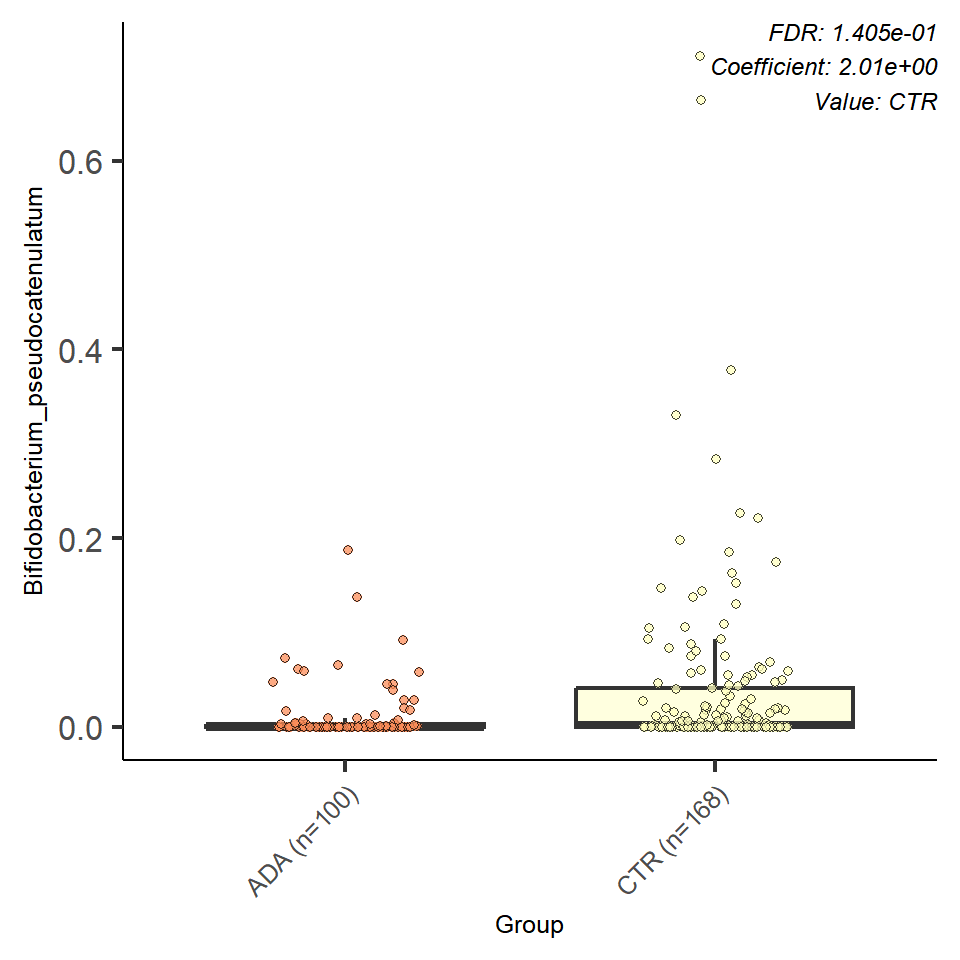 FDR: 1.405e-01
Coefficient: 2.01e+00
Value: CTR
0.6
0.4
0.2
0.0
Bifidobacterium_pseudocatenulatum
ADA (n=100)
CTR (n=168)
Group